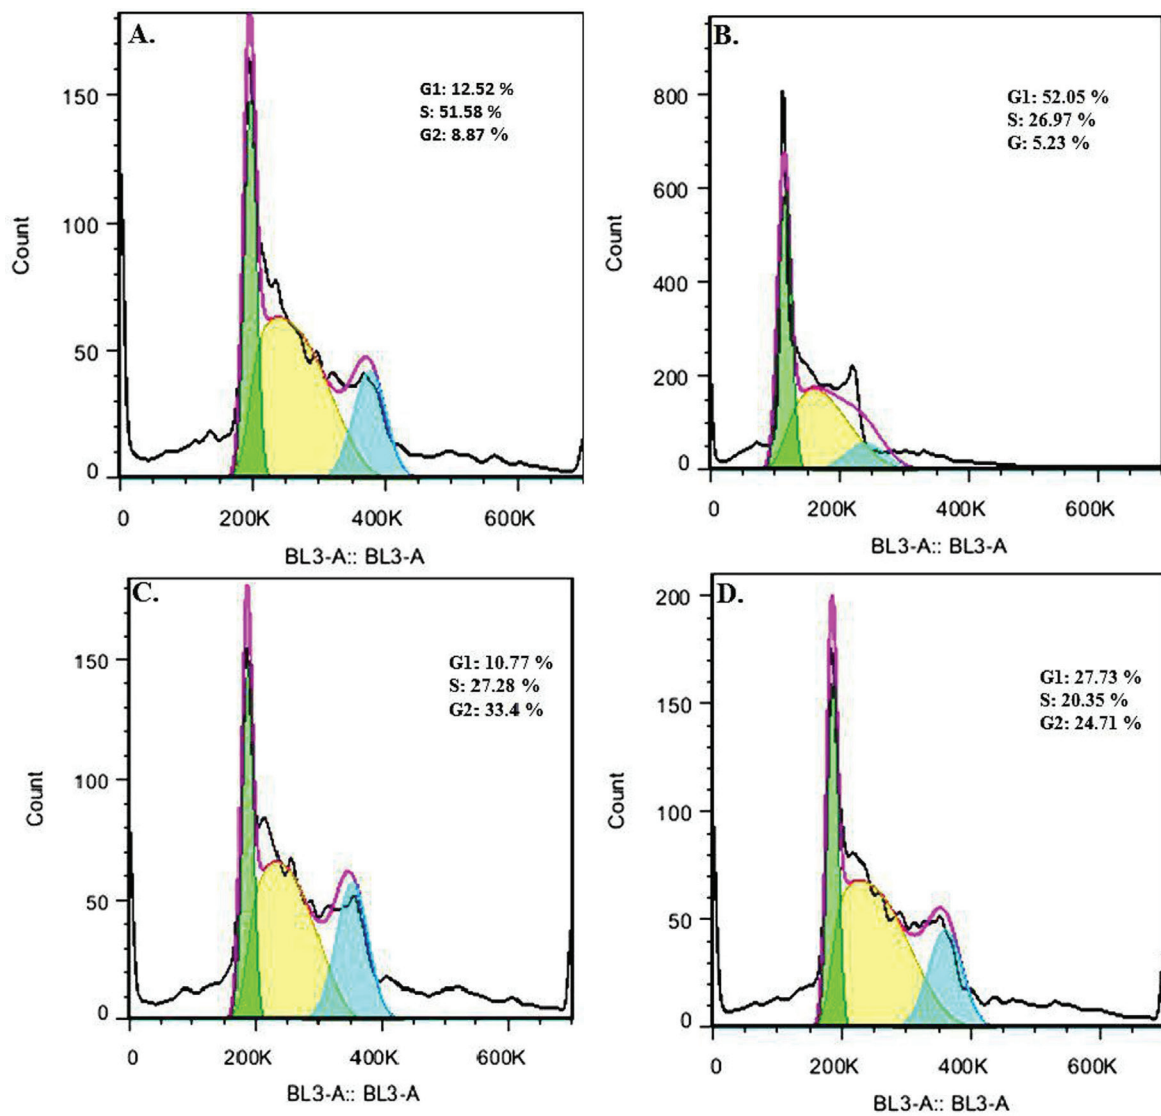 A.
G1: 12.52 %
S: 51.58 %
G2: 8.87 %
150
100
50
0
Count
0 200K 400K 600K
BL3-A:: BL3-A
B.
G1: 52.05 %
S: 26.97 %
G: 5.23 %
800
600
400
200
0
Count
0 200K 400K 600K
BL3-A:: BL3-A
C.
G1: 10.77 %
S: 27.28 %
G2: 33.4 %
150
100
50
0
Count
0 200K 400K 600K
BL3-A:: BL3-A
D.
G1: 27.73 %
S: 20.35 %
G2: 24.71 %
200
150
100
50
0
Count
0 200K 400K 600K
BL3-A:: BL3-A